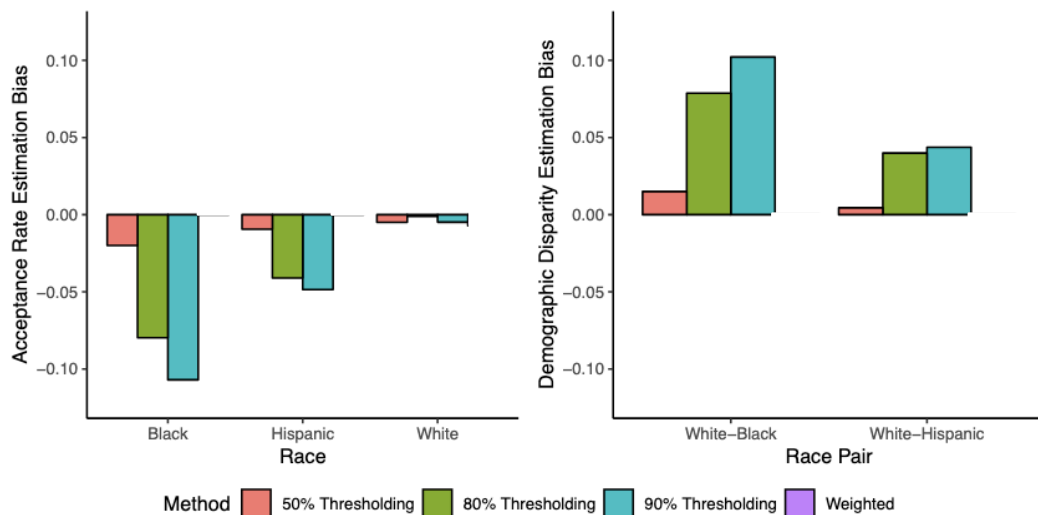 Acceptance Rate Estimation Bias
0.10
0.05
0.00
−0.05
−0.10
Black Hispanic White
Race
Demographic Disparity Estimation Bias
0.10
0.05
0.00
−0.05
−0.10
White−Black White−Hispanic
Race Pair
Method 50% Thresholding 80% Thresholding 90% Thresholding Weighted